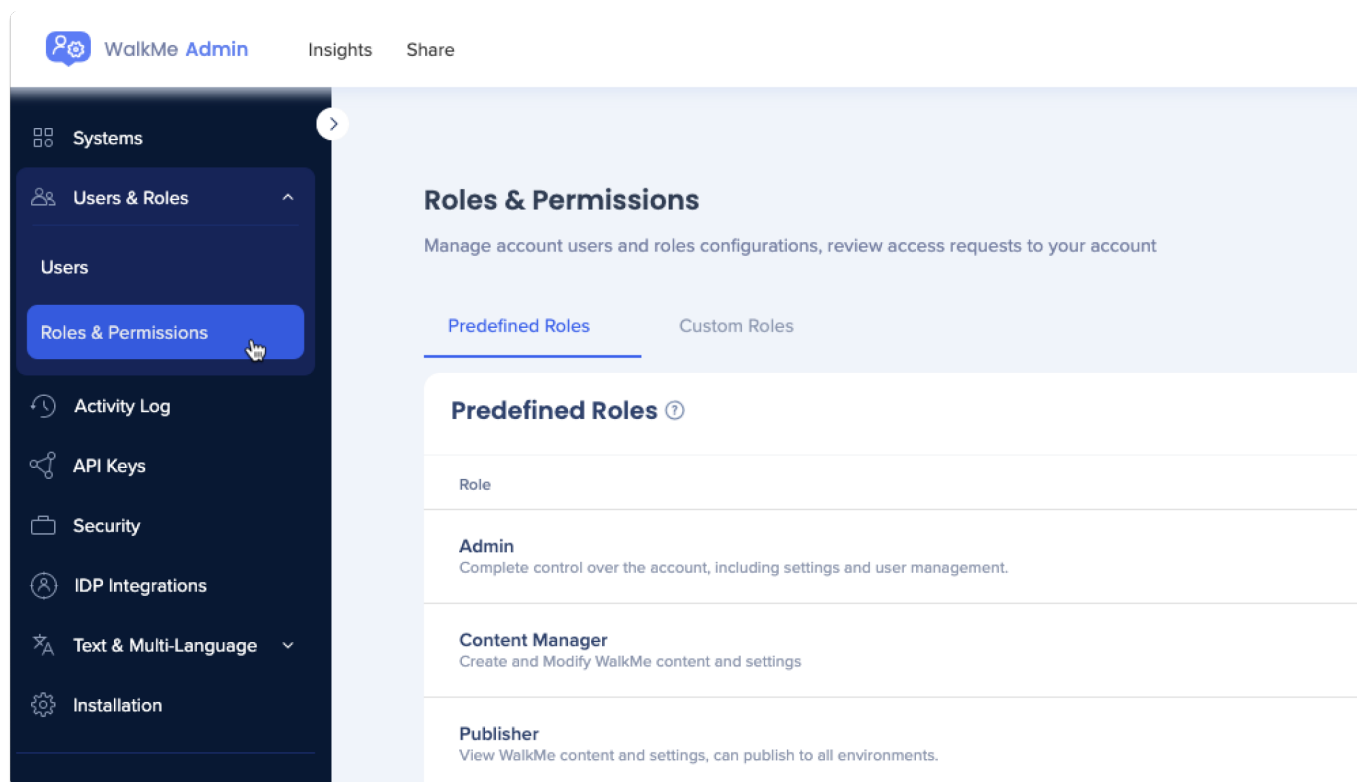 WalkMe Admin
Insights
Share
Systems
Users & Roles
Users
Roles & Permissions
Activity Log
API Keys
Security
IDP Integrations
Text & Multi-Language
Installation
Roles & Permissions
Manage account users and roles configurations, review access requests to your account
Predefined Roles
Custom Roles
Predefined Roles
Role
Admin
Complete control over the account, including settings and user management.
Content Manager
Create and Modify WalkMe content and settings
Publisher
View WalkMe content and settings, can publish to all environments.